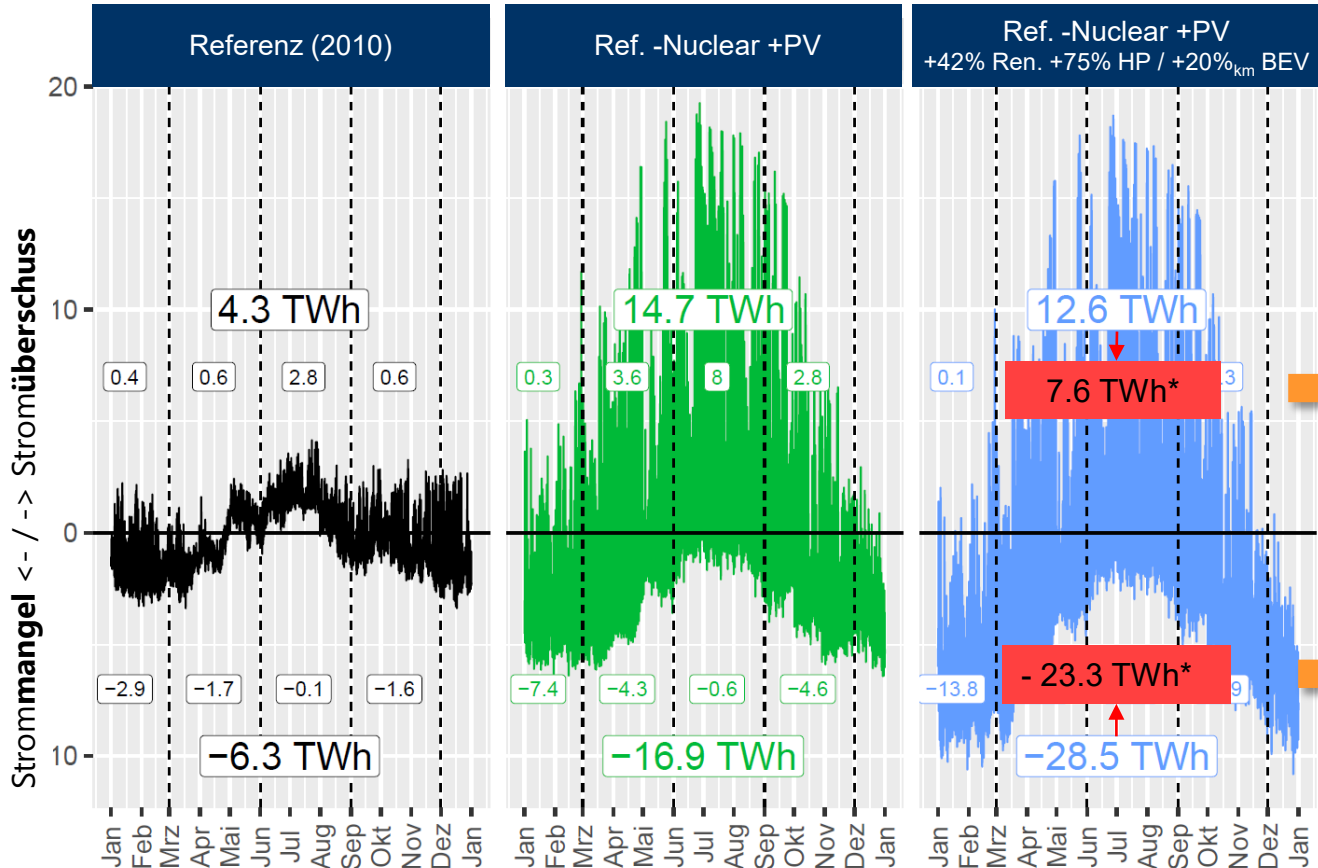 Referenz (2010)
Ref. -Nuclear +PV
Ref. -Nuclear +PV
+42% Ren. +75% HP / +20%km BEV
Strommangel <- / -> Stromüberschuss
20
10
0
10
4.3 TWh
0.4
0.6
2.8
0.6
−2.9
−1.7
−0.1
−1.6
−6.3 TWh
14.7 TWh
0.3
3.6
8
2.8
−7.4
−4.3
−0.6
−4.6
−16.9 TWh
12.6 TWh
0.1
7.6 TWh*
−13.8
- 23.3 TWh*
−28.5 TWh
Jan
Feb
Mrz
Apr
Mai
Jun
Jul
Aug
Sep
Okt
Nov
Dez
Jan
Jan
Feb
Mrz
Apr
Mai
Jun
Jul
Aug
Sep
Okt
Nov
Dez
Jan
Jan
Feb
Mrz
Apr
Mai
Jun
Jul
Aug
Sep
Okt
Nov
Dez
Jan